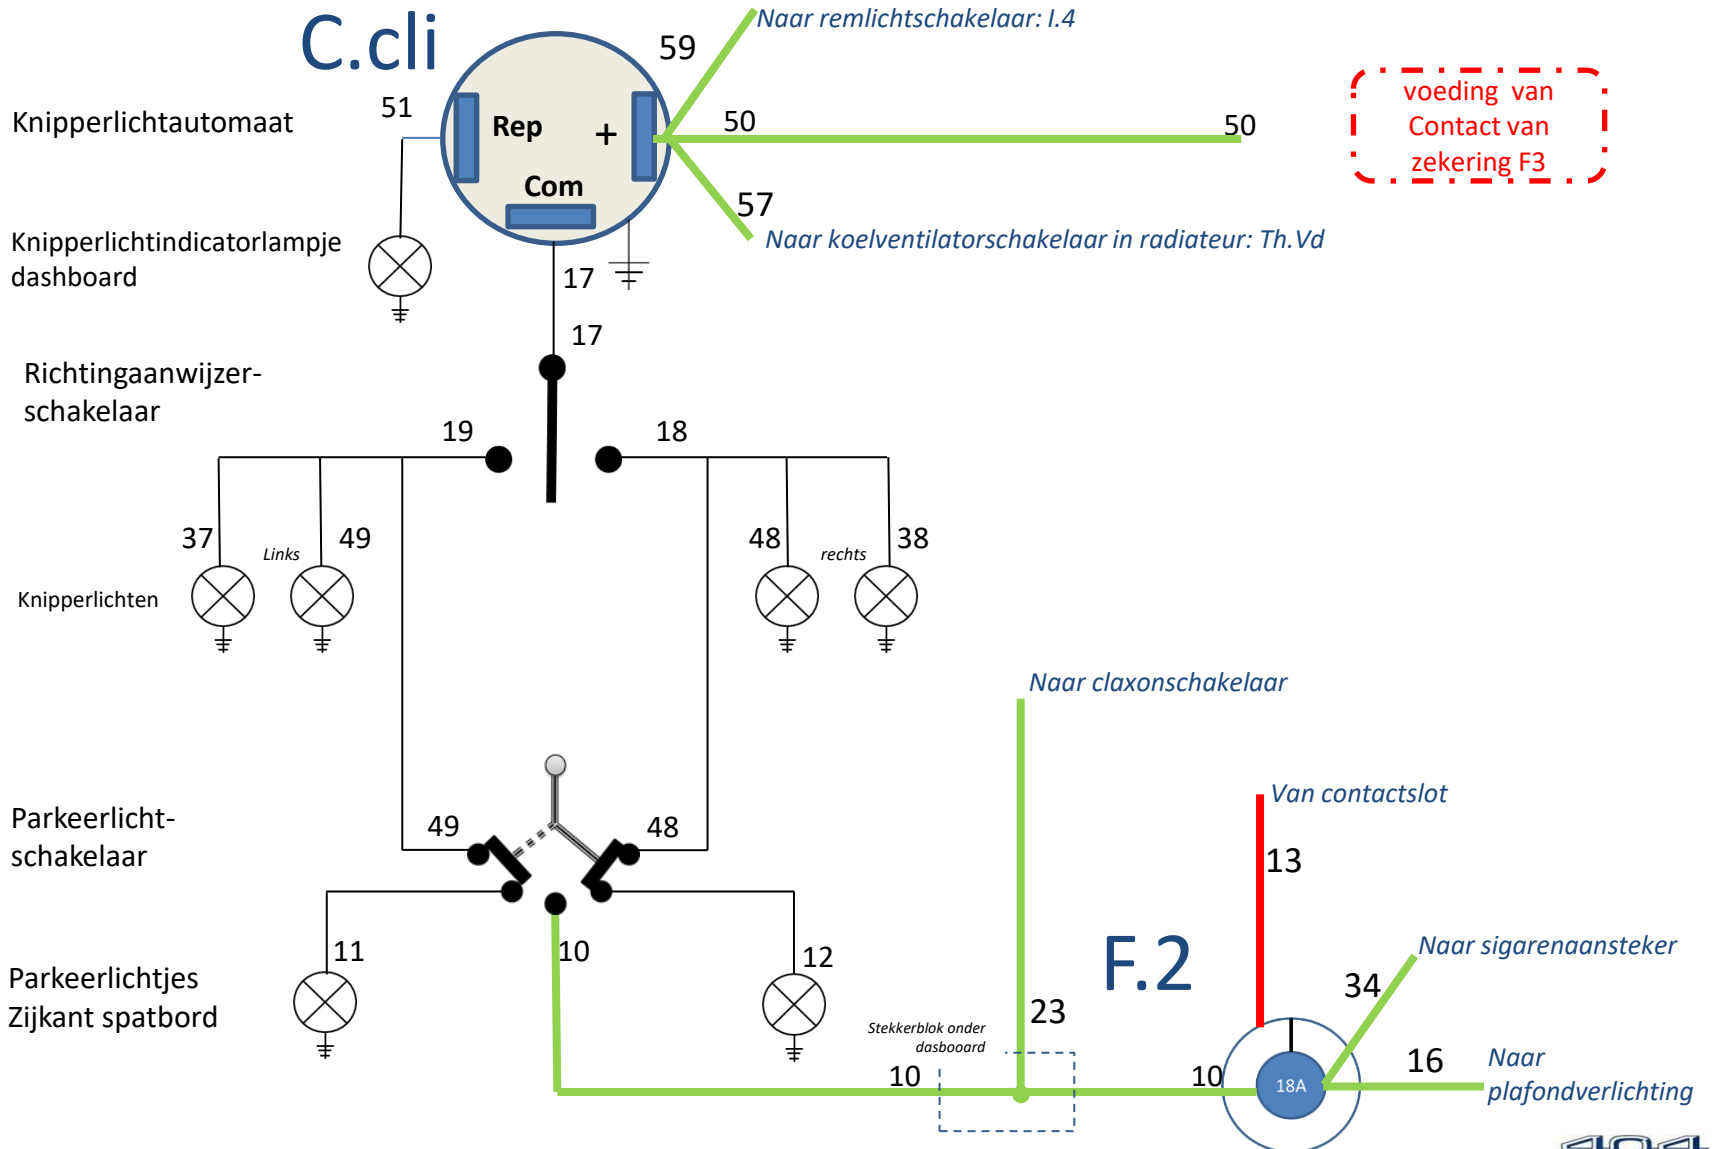 C.cli
59
Naar remlichtschakelaar: I.4
voeding van
Contact van
zekering F3
Knipperlichtautomaat
51
Rep
+
50
50
Com
57
Naar koelventilatorschakelaar in radiateur: Th.Vd
Knipperlichtindicatorlampje
dashboard
17
17
Richtingaanwijzer-
schakelaar
19
18
37
Links
49
48
rechts
38
Knipperlichten
Naar claxonschakelaar
Van contactslot
Parkeerlicht-
schakelaar
49
48
13
11
10
12
F.2
Naar sigarenaansteker
Parkeerlichtjes
Zijkant spatbord
34
23
Stekkerblok onder
dasbooard
10
10
18A
16
Naar
plafondverlichting
404